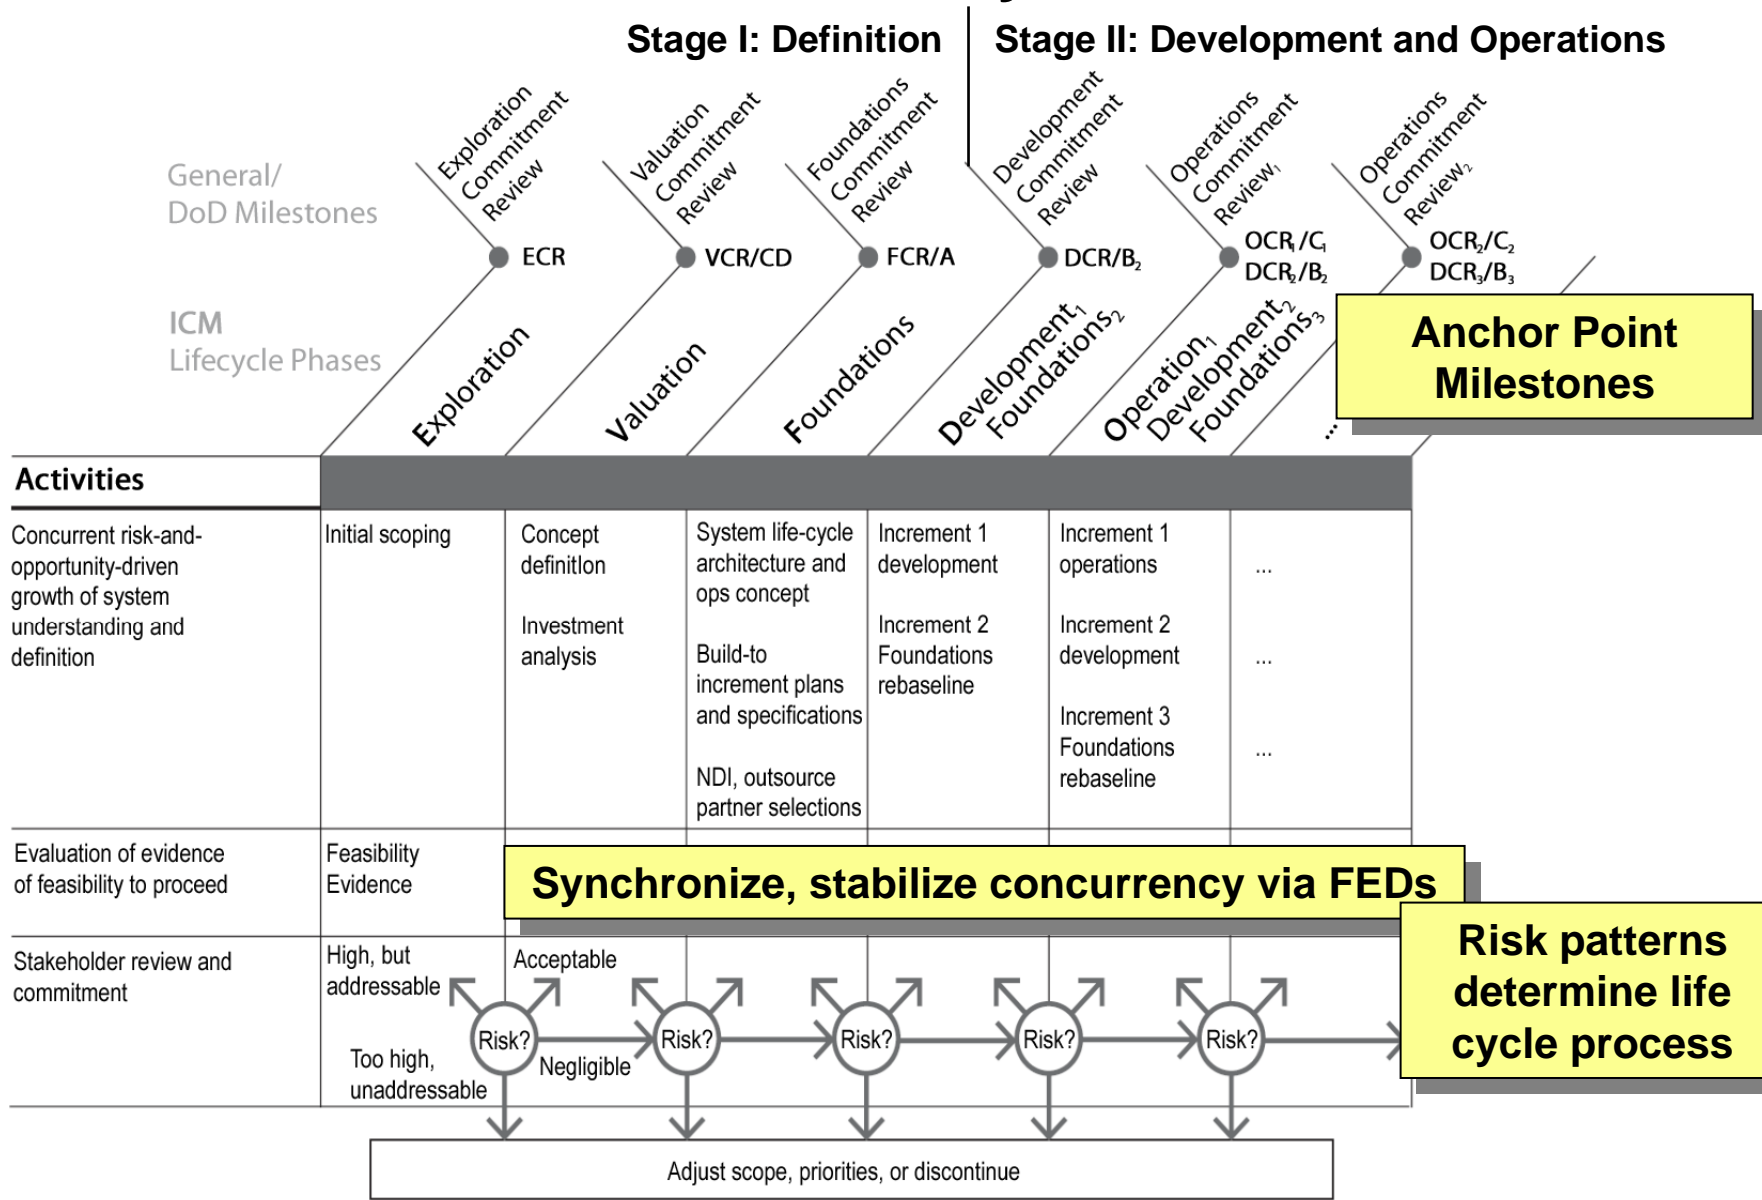 Stage I: Definition
Stage II: Development and Operations
General/
DoD Milestones
Exploration
Commitment
Review
Valuation
Commitment
Review
Foundations
Commitment
Review
Development
Commitment
Review
Operations
Commitment
Review₁
Operations
Commitment
Review₂
ECR
VCR/CD
FCR/A
DCR/B₂
OCR₁/C₁
DCR₂/B₂
OCR₂/C₂
DCR₃/B₃
ICM
Lifecycle Phases
Exploration
Valuation
Foundations
Development₁
Foundations₂
Operation₁
Development₂
Foundations₃
...
Anchor Point
Milestones
Activities
Concurrent risk-and-
opportunity-driven
growth of system
understanding and
definition
Initial scoping
Concept
definitlon
Investment
analysis
System life-cycle
architecture and
ops concept
Build-to
increment plans
and specifications
NDI, outsource
partner selections
Increment 1
development
Increment 2
Foundations
rebaseline
Increment 1
operations
Increment 2
development
Increment 3
Foundations
rebaseline
...
...
...
Evaluation of evidence
of feasibility to proceed
Feasibility
Evidence
Synchronize, stabilize concurrency via FEDs
Stakeholder review and
commitment
High, but
addressable
Acceptable
Too high,
unaddressable
Negligible
Risk?
Risk?
Risk?
Risk?
Risk?
Risk patterns
determine life
cycle process
Adjust scope, priorities, or discontinue